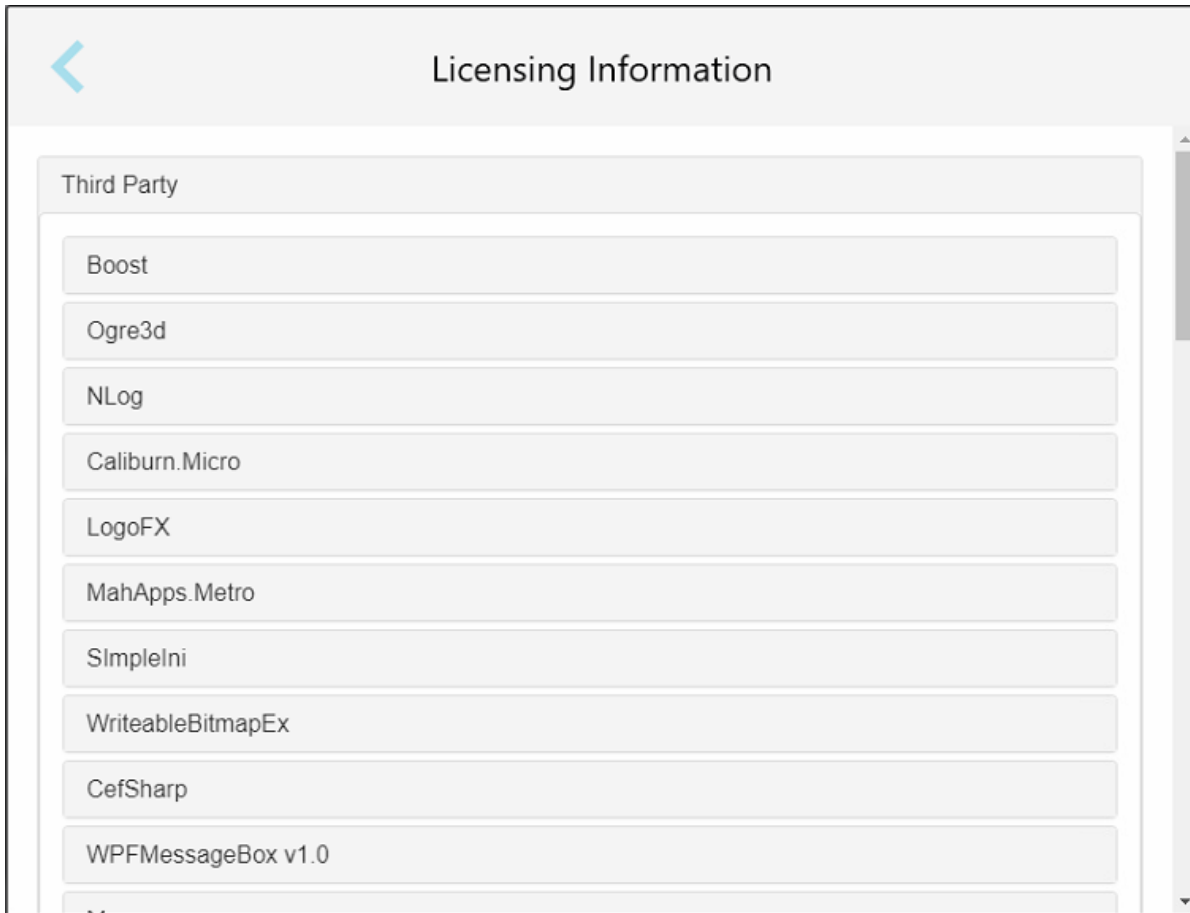 Licensing Information
Third Party
Boost
Ogre3d
NLog
Caliburn.Micro
LogoFX
MahApps.Metro
SImpleIni
WriteableBitmapEx
CefSharp
WPFMessageBox v1.0